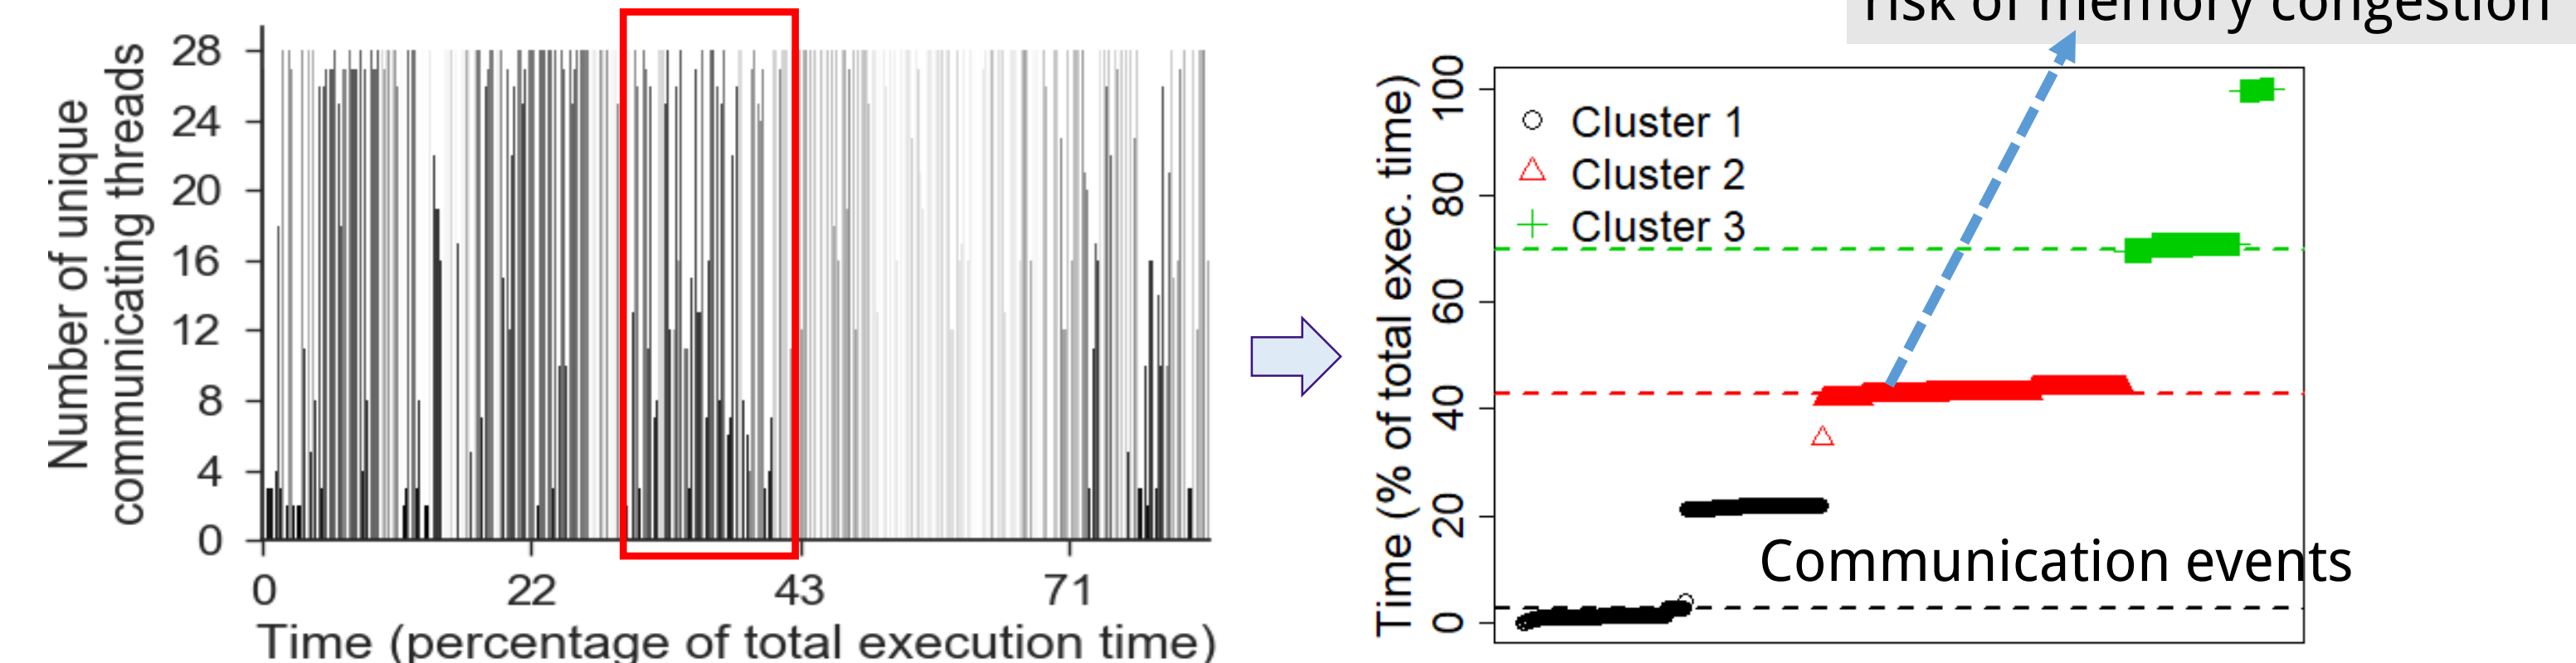 risk of memory congestion
Number of unique
communicating threads
28
24
20
16
12
8
4
0
0 22 43 71
Time (percentage of total execution time)
Time (% of total exec. time)
100
80
60
40
20
0
Cluster 1
Cluster 2
Cluster 3
Communication events